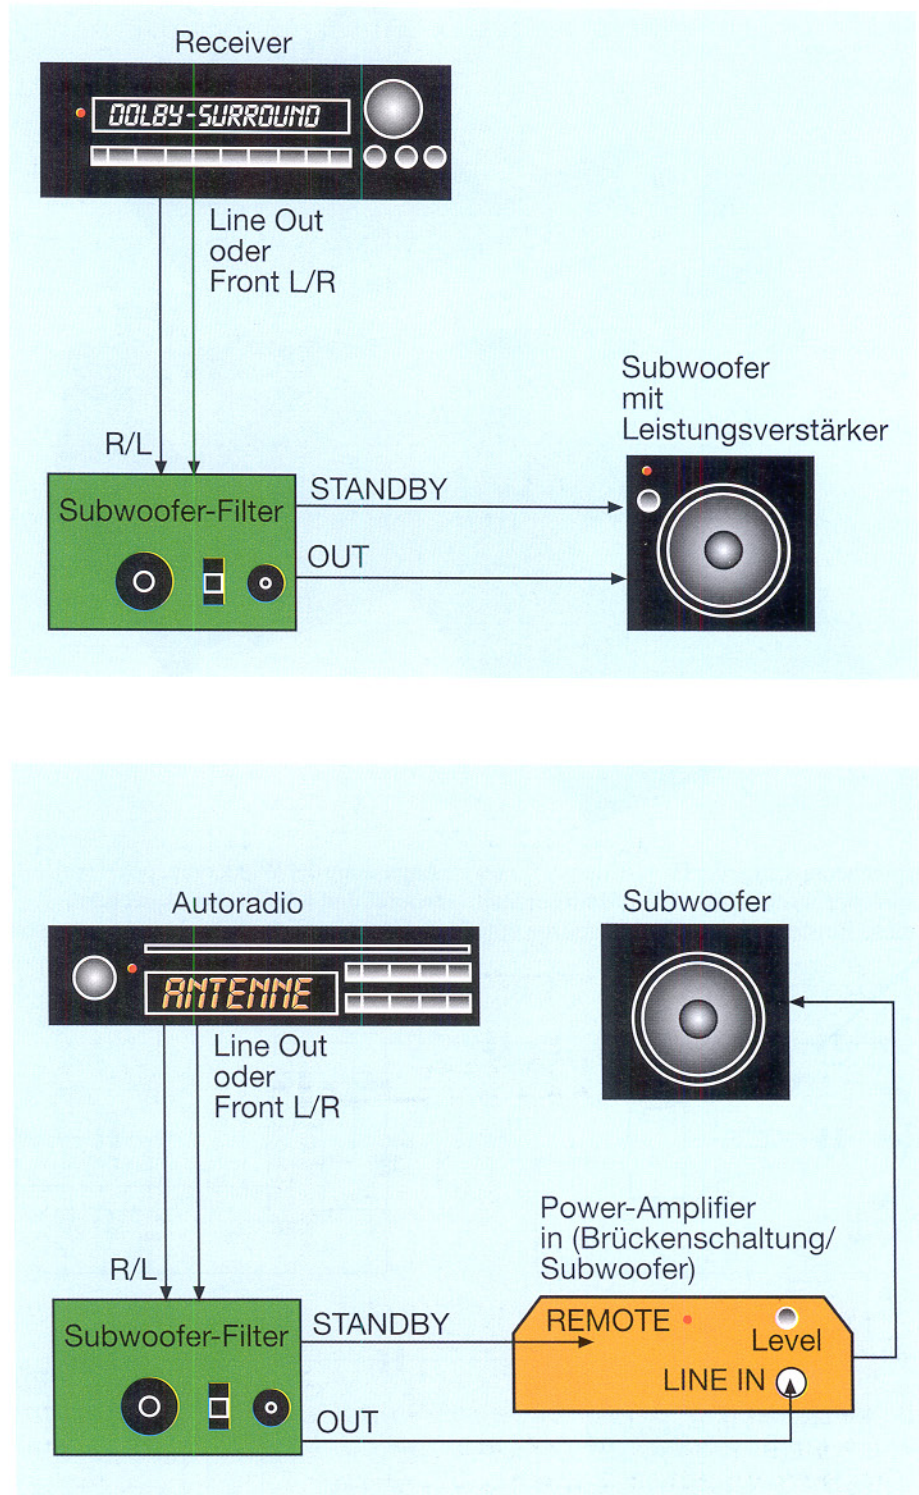 Receiver
DOLBY-SURROUND
Line Out
oder
Front L/R
R/L
Subwoofer
mit
Leistungsverstärker
Subwoofer-Filter
STANDBY
OUT
Autoradio
ANTENNE
Subwoofer
Line Out
oder
Front L/R
R/L
Power-Amplifier
in (Brückenschaltung/
Subwoofer)
Subwoofer-Filter
STANDBY
REMOTE
Level
LINE IN
OUT